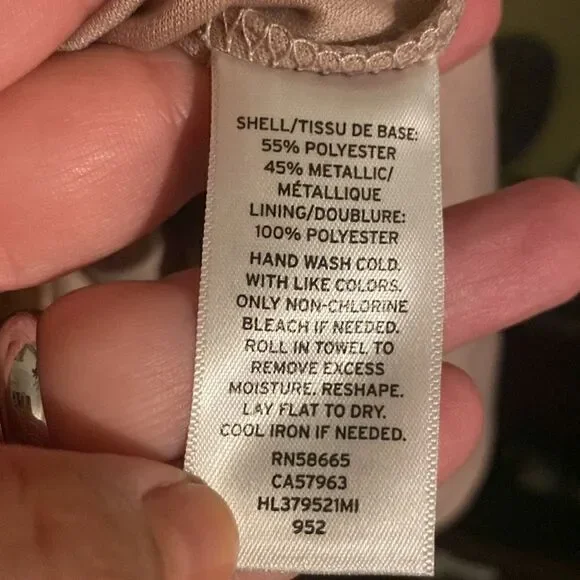 SHELL/TISSU DE BASE:
55% POLYESTER
45% METALLIC/
MÉTALLIQUE
LINING/DOUBLURE:
100% POLYESTER
HAND WASH COLD.
WITH LIKE COLORS.
ONLY NON-CHLORINE
BLEACH IF NEEDED.
ROLL IN TOWEL TO
REMOVE EXCESS
MOISTURE. RESHAPE.
LAY FLAT TO DRY.
COOL IRON IF NEEDED.
RN58665
CA57963
HL379521MI
952